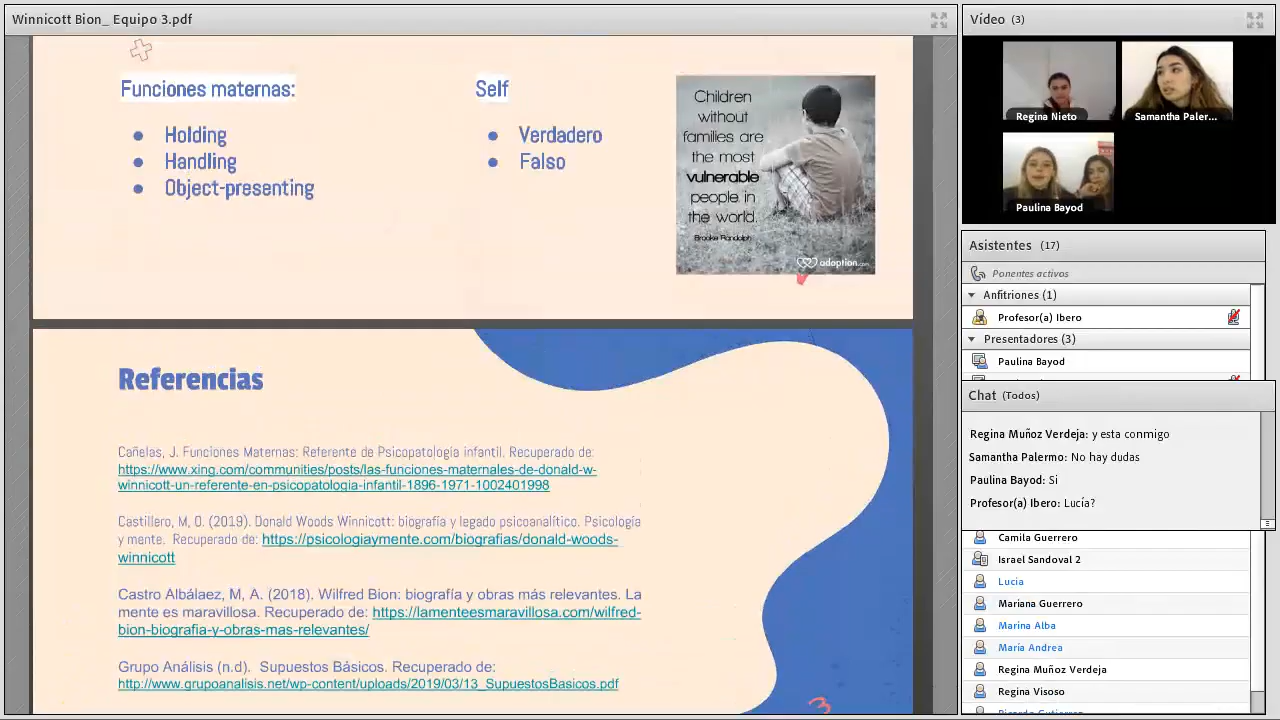 Winnicott Bion_ Equipo 3.pdf
Funciones maternas:
Holding
Handling
Object-presenting
Self
Verdadero
Falso
Children
without
families are
the most
vulnerable
people in
the world.
Brooke Randolph
adoption.com
Referencias
Cañelas, J. Funciones Maternas: Referente de Psicopatología infantil. Recuperado de:
https://www.xing.com/communities/posts/las-funciones-maternales-de-donald-w-
winnicott-un-referente-en-psicopatologia-infantil-1896-1971-1002401998
Castillero, M, O. (2019). Donald Woods Winnicott: biografía y legado psicoanalítico. Psicología
y mente. Recuperado de: https://psicologiaymente.com/biografias/donald-woods-
winnicott
Castro Albálaez, M, A. (2018). Wilfred Bion: biografía y obras más relevantes. La
mente es maravillosa. Recuperado de: https://lamenteesmaravillosa.com/wilfred-
bion-biografia-y-obras-mas-relevantes/
Grupo Análisis (n.d). Supuestos Básicos. Recuperado de:
http://www.grupoanalisis.net/wp-content/uploads/2019/03/13_SupuestosBasicos.pdf
Vídeo (3)
Regina Nieto
Samantha Paler...
Paulina Bayod
Asistentes (17)
Ponentes activos
Anfitriones (1)
Profesor(a) Ibero
Presentadores (3)
Paulina Bayod
Chat (Todos)
Regina Muñoz Verdeja: y esta conmigo
Samantha Palermo: No hay dudas
Paulina Bayod: Si
Profesor(a) Ibero: Lucía?
Camila Guerrero
Israel Sandoval 2
Lucia
Mariana Guerrero
Marina Alba
María Andrea
Regina Muñoz Verdeja
Regina Visoso